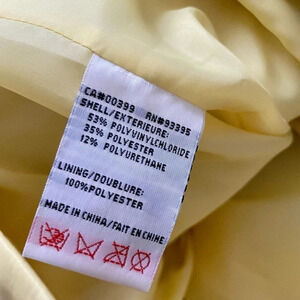 CA#00399 RN#93395
SHELL/EXTERIEURE:
53% POLYVINYLCHLORIDE
35% POLYESTER
12% POLYURETHANE
LINING/DOUBLURE:
100%POLYESTER
MADE IN CHINA/FAIT EN CHINE